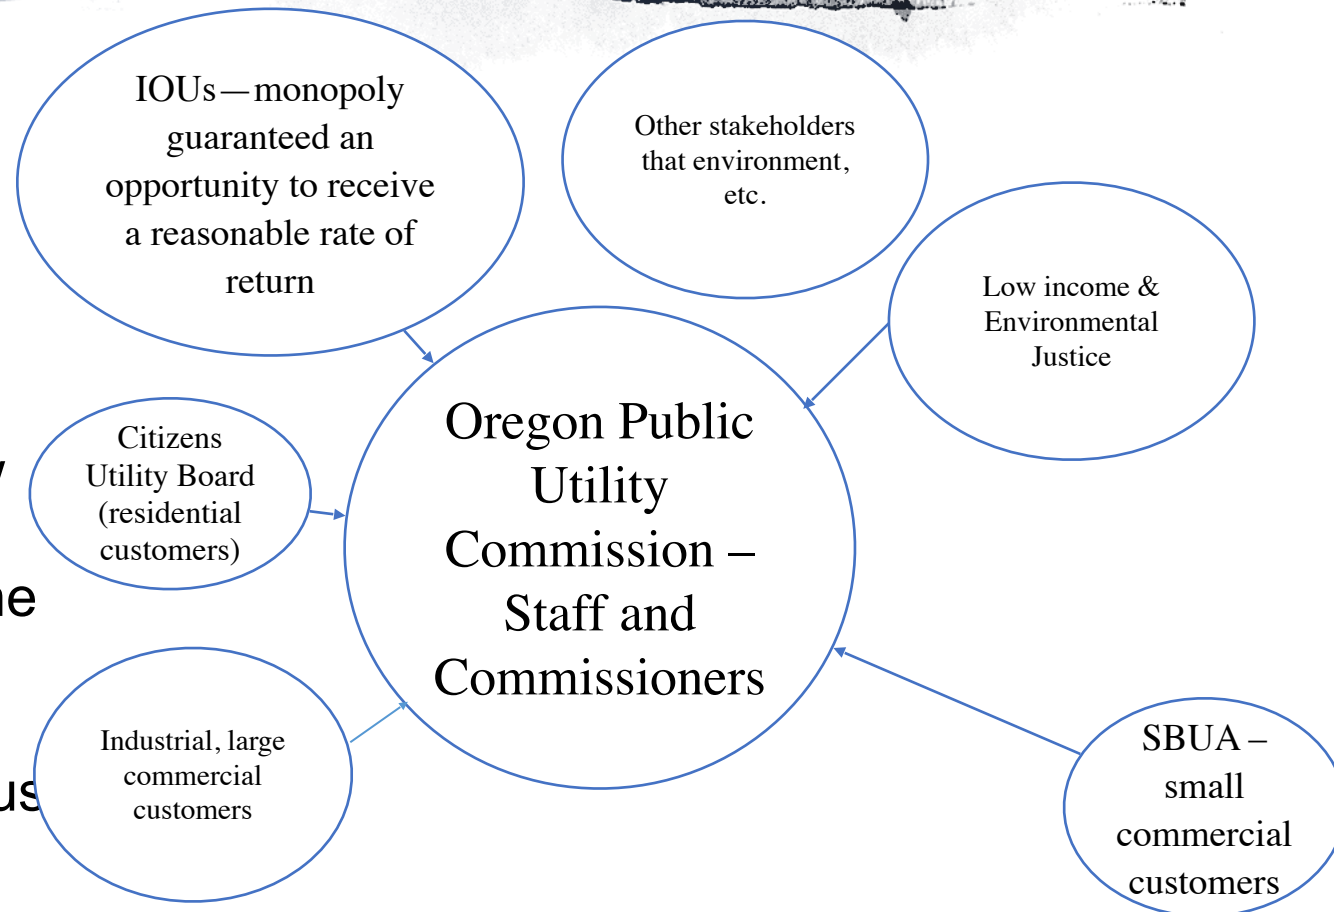 IOUs—monopoly
guaranteed an
opportunity to receive
a reasonable rate of
return
Other stakeholders
that environment,
etc.
Low income &
Environmental
Justice
Citizens
Utility Board
(residential
customers)
Oregon Public
Utility
Commission –
Staff and
Commissioners
Industrial, large
commercial
customers
SBUA –
small
commercial
customers